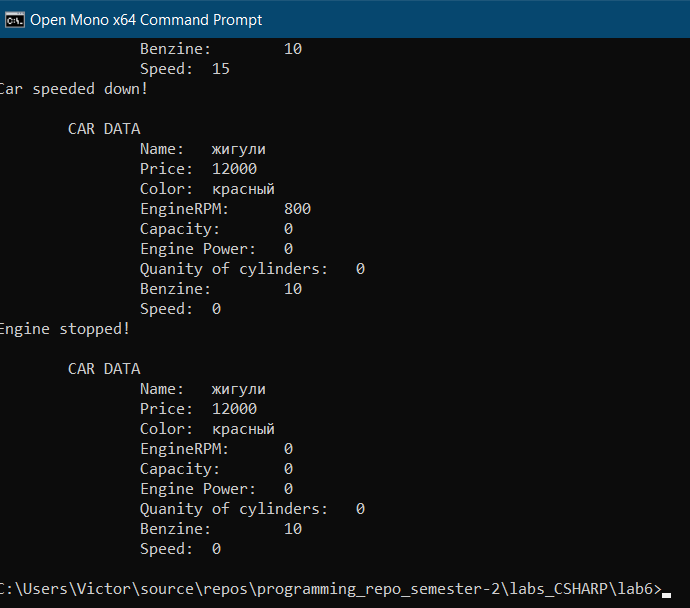 Open Mono x64 Command Prompt
Benzine: 10
Speed: 15
Car speeded down!
CAR DATA
Name: жигули
Price: 12000
Color: красный
EngineRPM: 800
Capacity: 0
Engine Power: 0
Quanity of cylinders: 0
Benzine: 10
Speed: 0
Engine stopped!
CAR DATA
Name: жигули
Price: 12000
Color: красный
EngineRPM: 0
Capacity: 0
Engine Power: 0
Quanity of cylinders: 0
Benzine: 10
Speed: 0
C:\Users\Victor\source\repos\programming_repo_semester-2\labs_CSHARP\lab6>